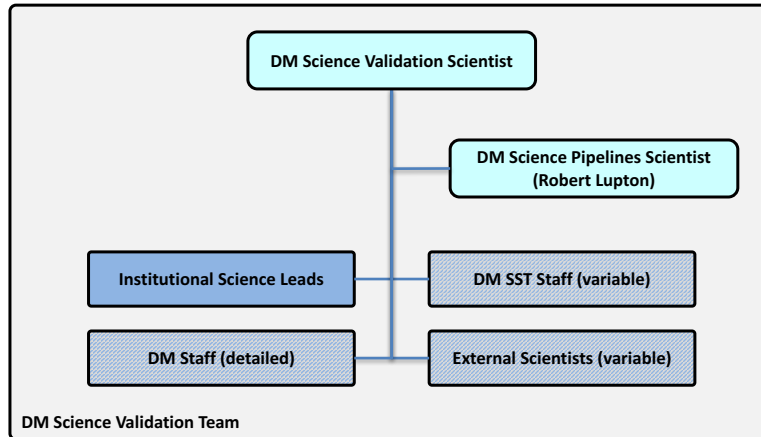 DM Science Validation Scientist
DM Science Pipelines Scientist
(Robert Lupton)
Institutional Science Leads
DM SST Staff (variable)
DM Staff (detailed)
External Scientists (variable)
DM Science Validation Team